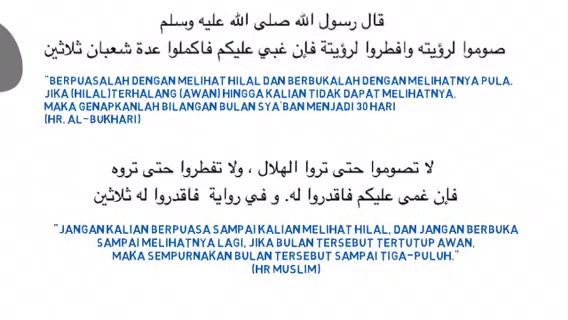 قال رسول الله صلى الله عليه وسلم
صوموا لرؤيته وافطروا لرؤيتة فإن غبي عليكم فاكملوا عدة شعبان ثلاثين
"BERPUASALAH DENGAN MELIHAT HILAL DAN BERBUKALAH DENGAN MELIHATNYA PULA.
JIKA (HILAL)TERHALANG (AWAN) HINGGA KALIAN TIDAK DAPAT MELIHATNYA.
MAKA GENAPKANLAH BILANGAN BULAN SYA'BAN MENJADI 30 HARI
(HR. AL-BUKHARI)
لا تصوموا حتى تروا الهلال ، ولا تفطروا حتى تروه
فإن غمى عليكم فاقدروا له. و في رواية فاقدروا له ثلاثين
"JANGAN KALIAN BERPUASA SAMPAI KALIAN MELIHAT HILAL, DAN JANGAN BERBUKA
SAMPAI MELIHATNYA LAGI, JIKA BULAN TERSEBUT TERTUTUP AWAN,
MAKA SEMPURNAKAN BULAN TERSEBUT SAMPAI TIGA-PULUH."
(HR MUSLIM)